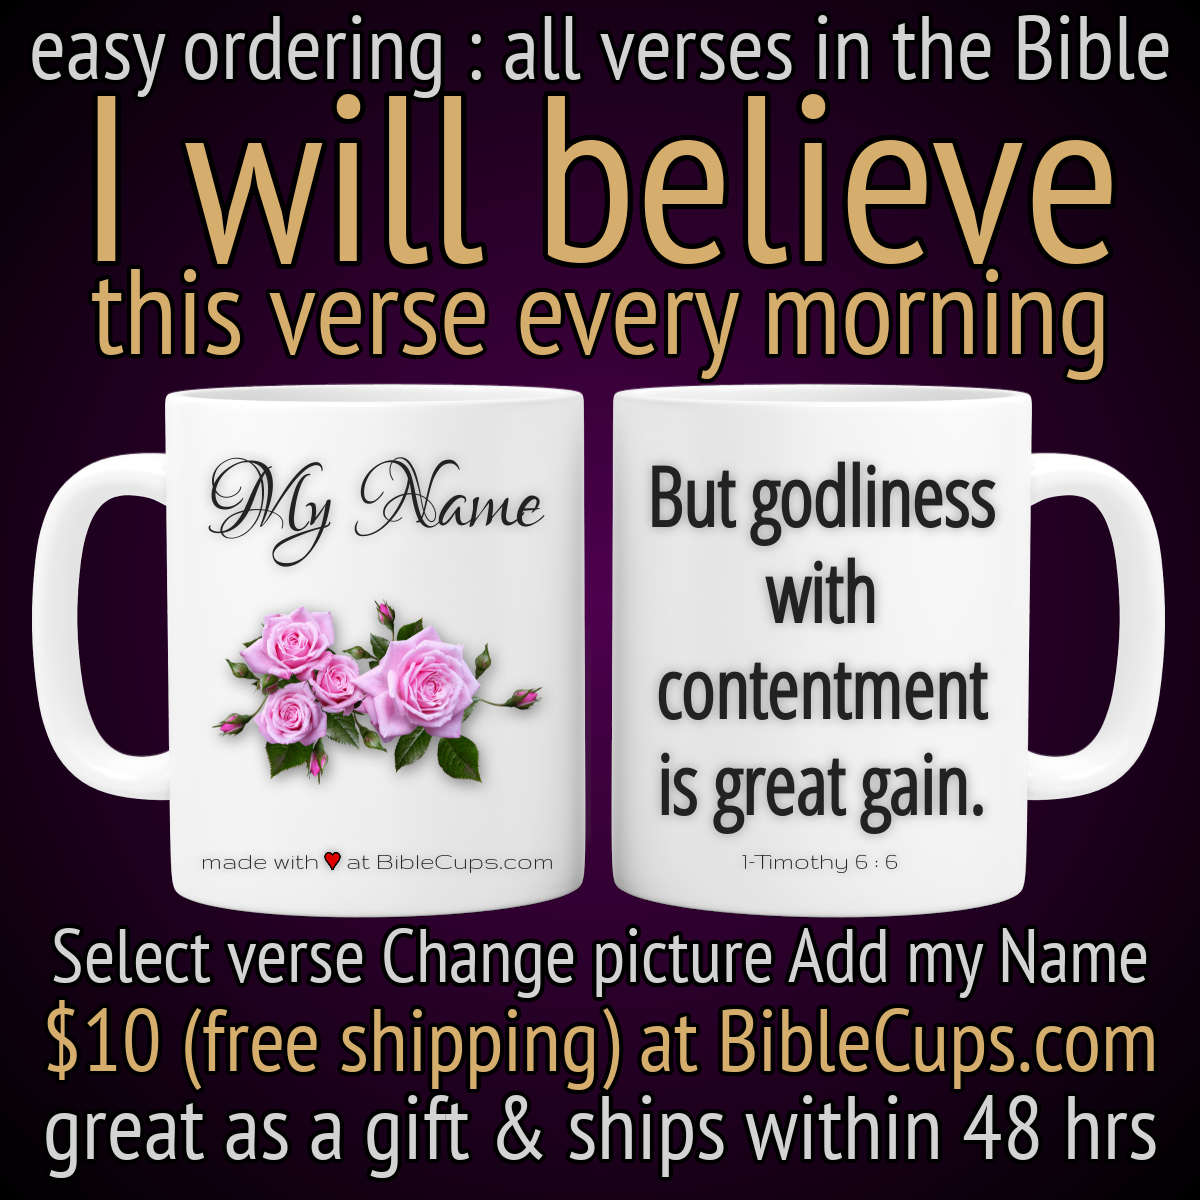 easy ordering : all verses in the Bible
I will believe
this verse every morning
My Name
made with ♥ at BibleCups.com
But godliness
with
contentment
is great gain.
1-Timothy 6 : 6
Select verse Change picture Add my Name
$10 (free shipping) at BibleCups.com
great as a gift & ships within 48 hrs